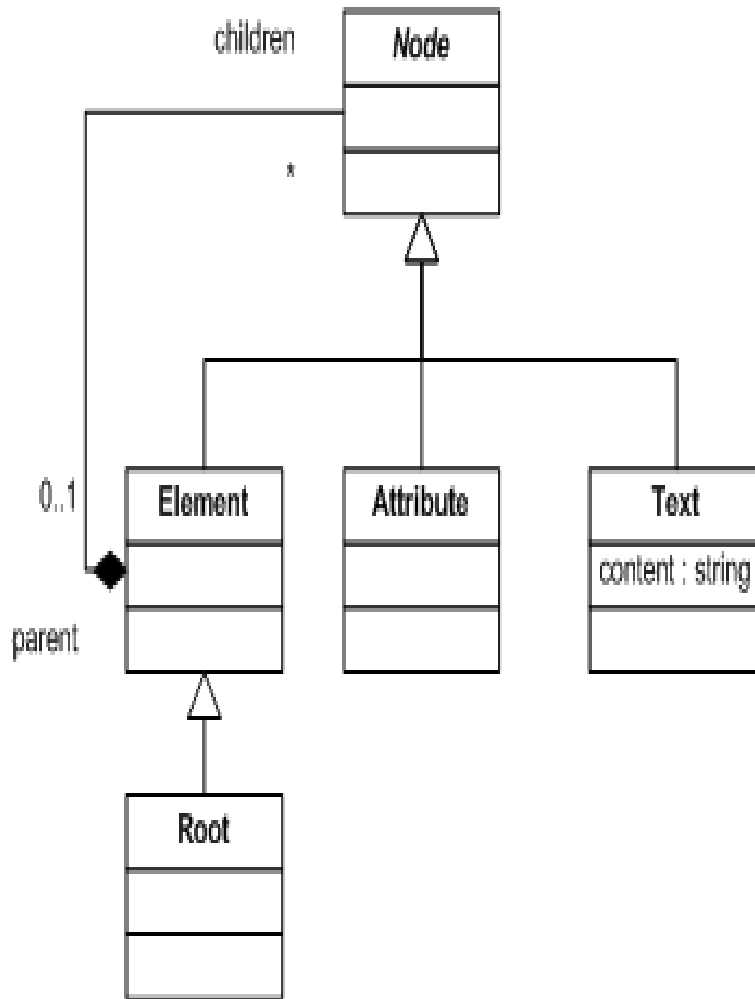 children
Node
*
0..1
Element
Attribute
Text
content : string
parent
Root